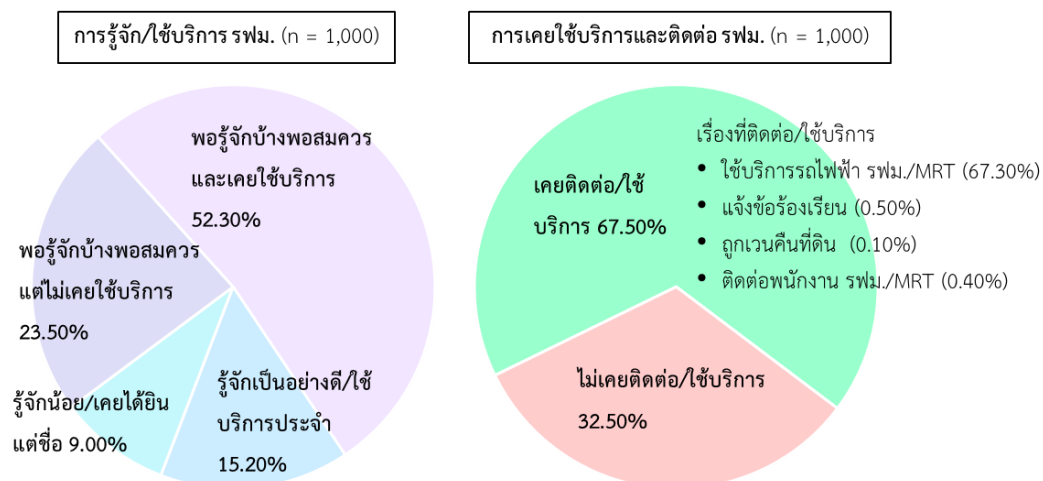 การรู้จัก/ใช้บริการ รฟม. (n = 1,000)
พอรู้จักบ้างพอสมควร
และเคยใช้บริการ
52.30%
พอรู้จักบ้างพอสมควร
แต่ไม่เคยใช้บริการ
23.50%
รู้จักน้อย/เคยได้ยิน
แต่ชื่อ 9.00%
รู้จักเป็นอย่างดี/ใช้
บริการประจำ
15.20%
การเคยใช้บริการและติดต่อ รฟม. (n = 1,000)
เคยติดต่อ/ใช้
บริการ 67.50%
เรื่องที่ติดต่อ/ใช้บริการ
• ใช้บริการรถไฟฟ้า รฟม./MRT (67.30%)
• แจ้งข้อร้องเรียน (0.50%)
• ถูกเวนคืนที่ดิน (0.10%)
• ติดต่อพนักงาน รฟม./MRT (0.40%)
ไม่เคยติดต่อ/ใช้บริการ
32.50%